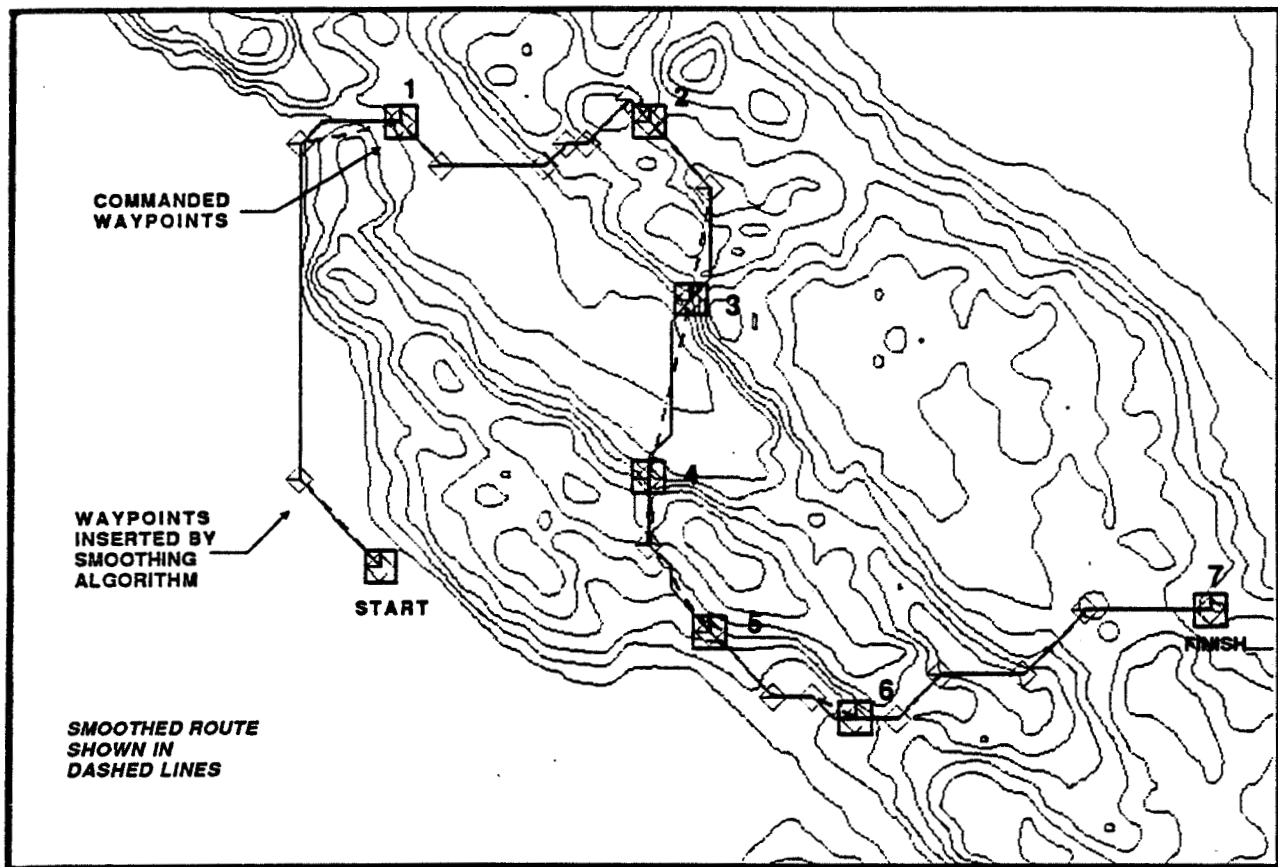 1
2
COMMANDED
WAYPOINTS
3
4
WAYPOINTS
INSERTED BY
SMOOTHING
ALGORITHM
START
5
7
FINISH
6
SMOOTHED ROUTE
SHOWN IN
DASHED LINES